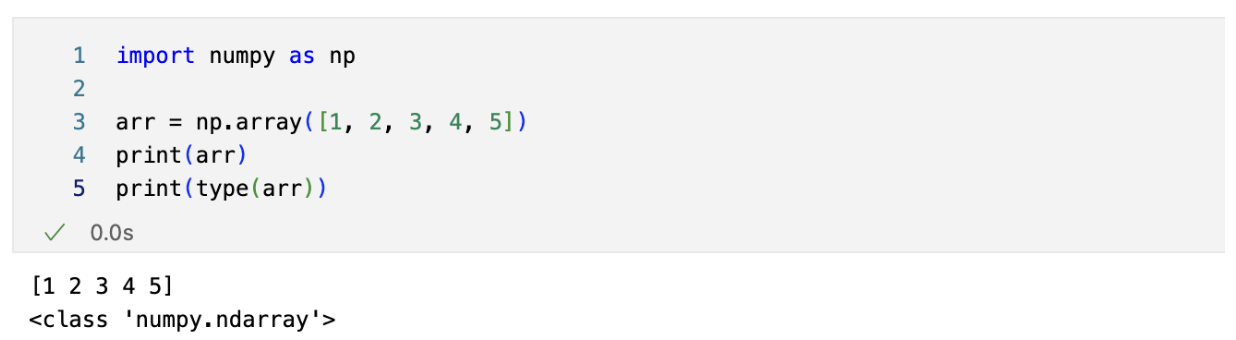 1 import numpy as np
2
3 arr = np.array([1, 2, 3, 4, 5])
4 print(arr)
5 print(type(arr))
✓ 0.0s
[1 2 3 4 5]
<class 'numpy.ndarray'>